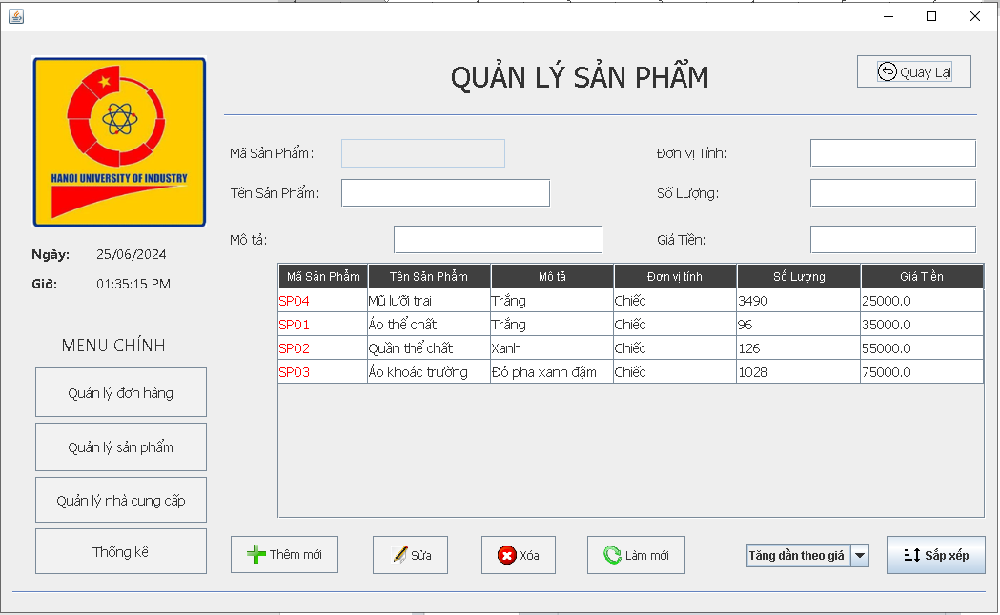 QUẢN LÝ SẢN PHẨM
Quay Lại
HANOI UNIVERSITY OF INDUSTRY
Mã Sản Phẩm:
Đơn vị Tính:
Tên Sản Phẩm:
Số Lượng:
Mô tả:
Giá Tiền:
Ngày: 25/06/2024
Giờ: 01:35:15 PM
MENU CHÍNH
Quản lý đơn hàng
Quản lý sản phẩm
Quản lý nhà cung cấp
Thống kê
Mã Sản Phẩm Tên Sản Phẩm Mô tả Đơn vị tính Số Lượng Giá Tiền
SP04 Mũ lưỡi trai Trắng Chiếc 3490 25000.0
SP01 Áo thể chất Trắng Chiếc 96 35000.0
SP02 Quần thể chất Xanh Chiếc 126 55000.0
SP03 Áo khoác trường Đỏ pha xanh đậm Chiếc 1028 75000.0
Thêm mới
Sửa
Xóa
Làm mới
Tăng dần theo giá
Sắp xếp